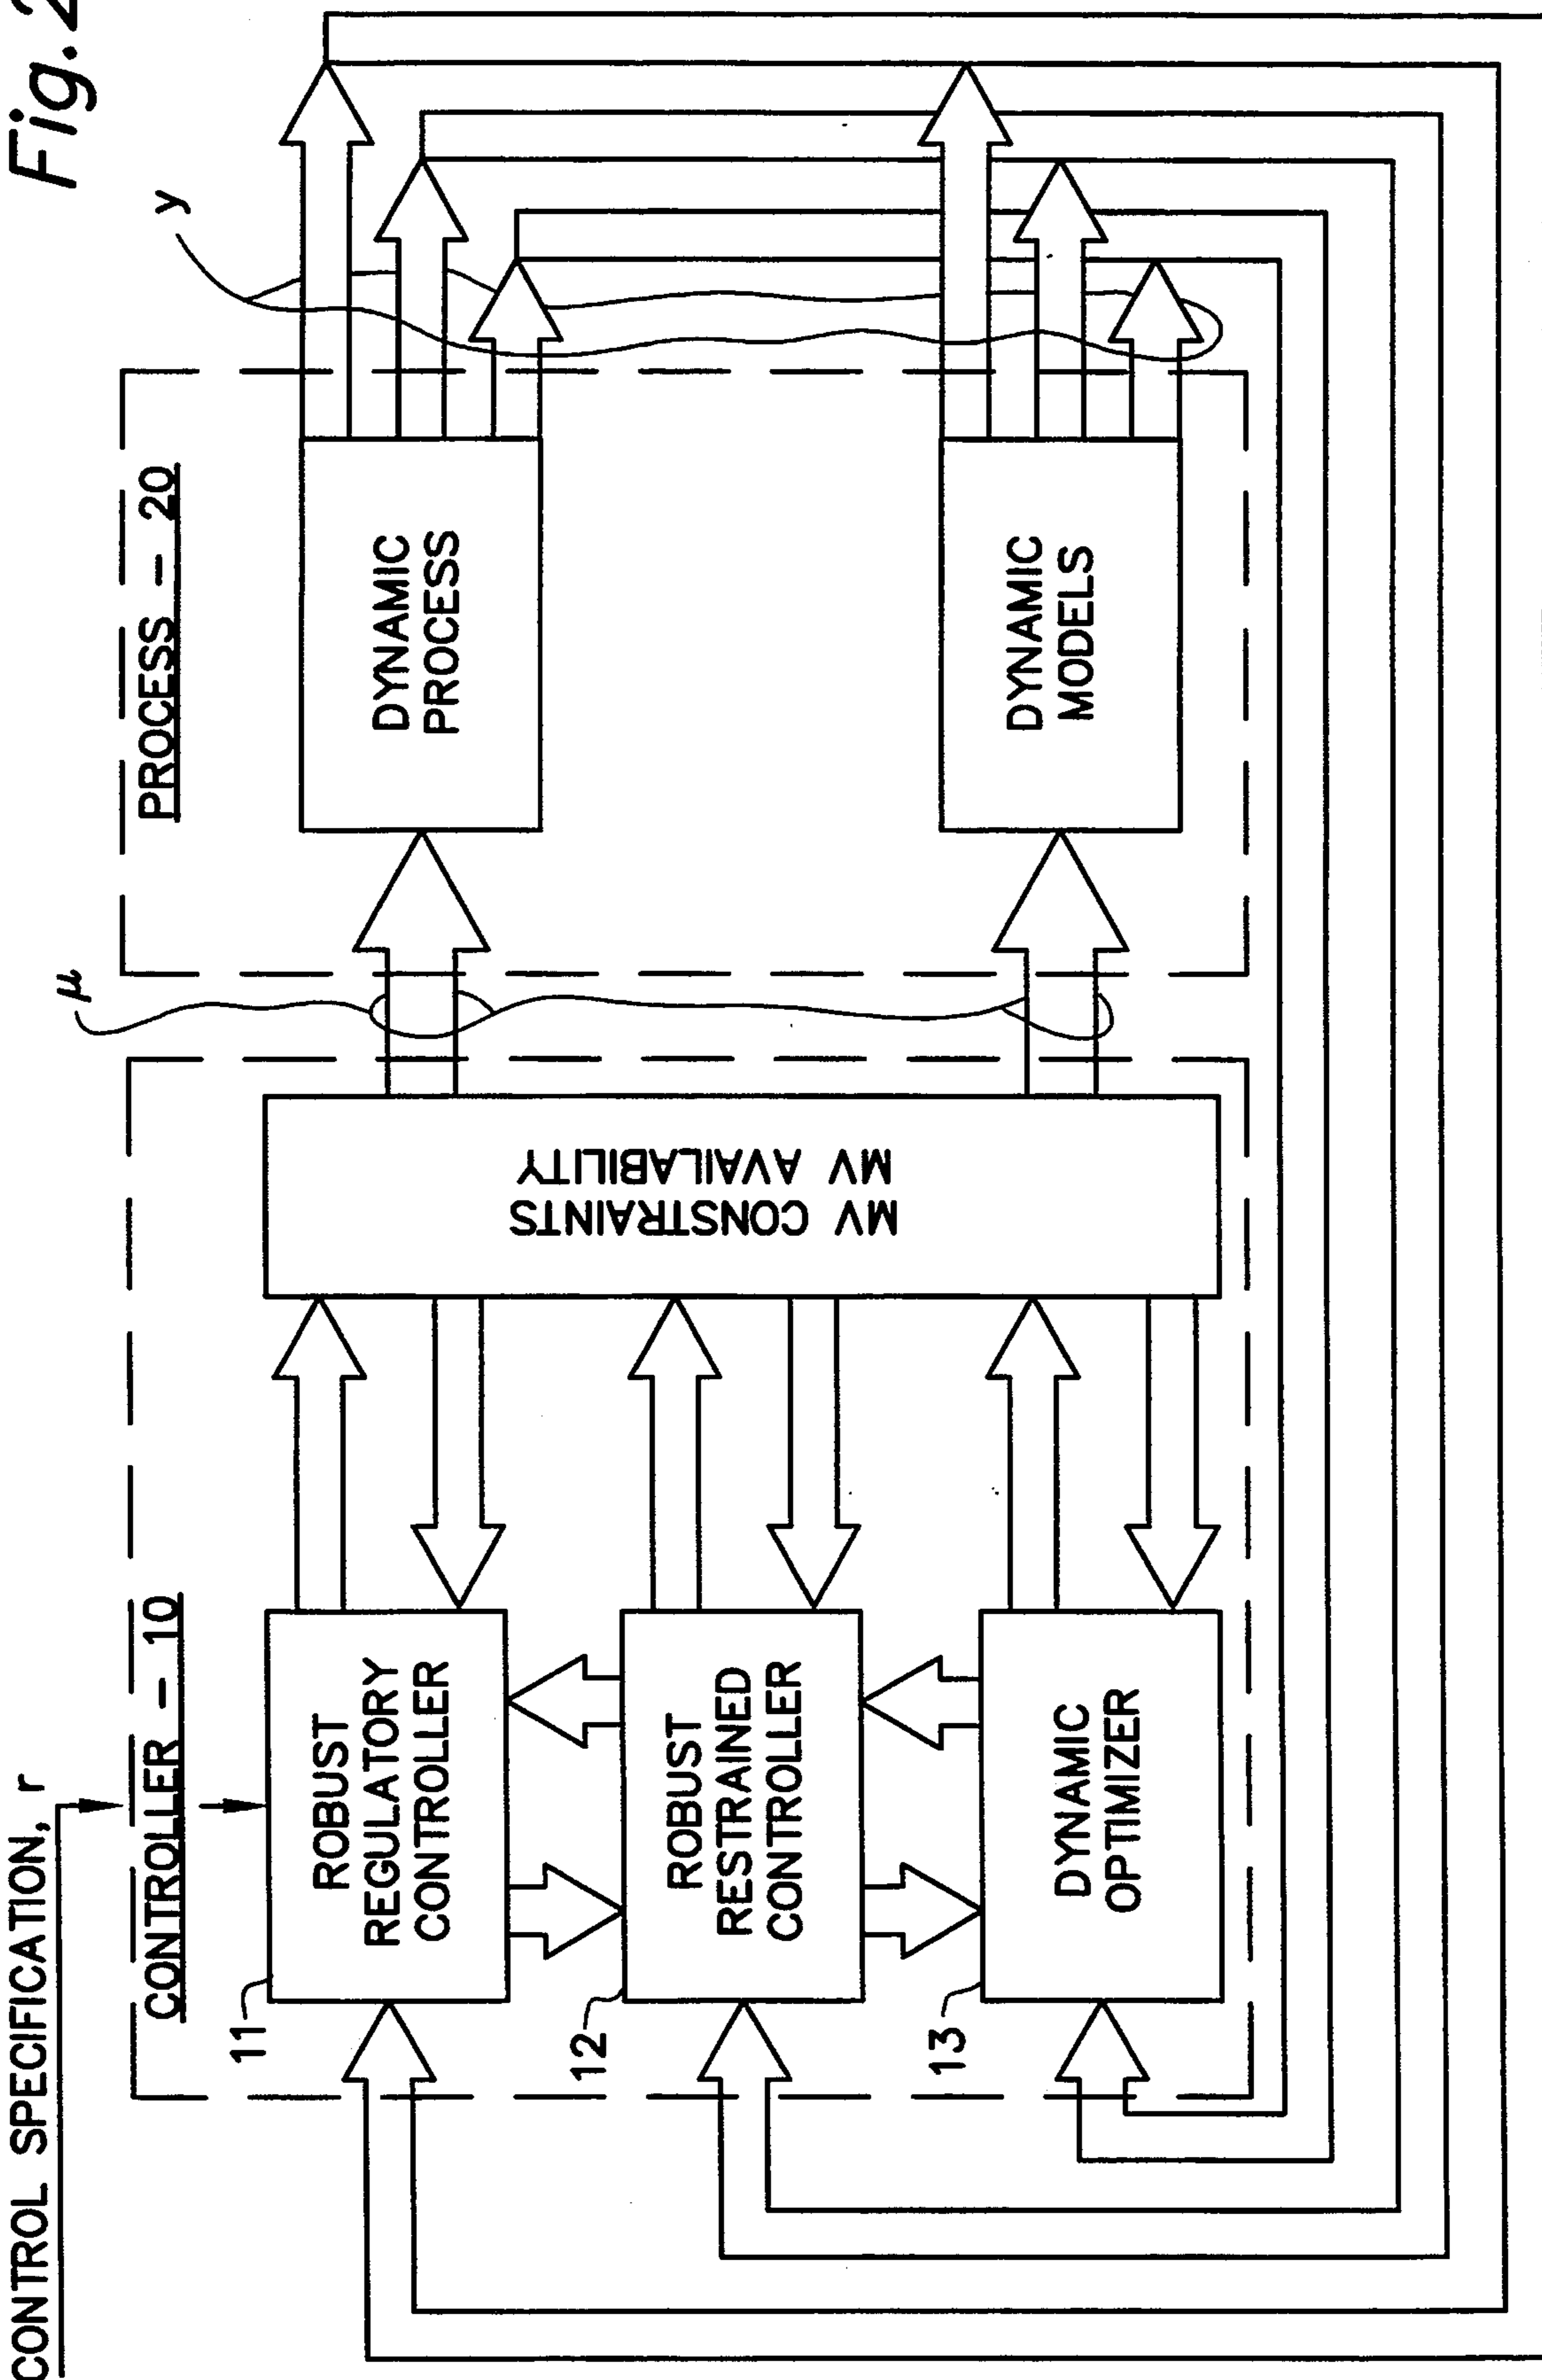 Fig.2
CONTROL SPECIFICATION, r
CONTROLLER - 10
PROCESS - 20
μ
y
11
ROBUST
REGULATORY
CONTROLLER
12
ROBUST
RESTRAINED
CONTROLLER
13
DYNAMIC
OPTIMIZER
MV CONSTRAINTS
MV AVAILABILITY
DYNAMIC
PROCESS
DYNAMIC
MODELS